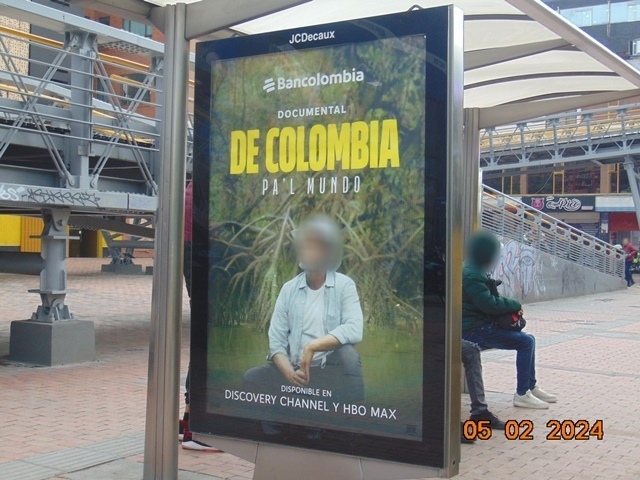 JCDecaux
Bancolombia
DOCUMENTAL
DE COLOMBIA
PA'L MUNDO
DISPONIBLE EN
DISCOVERY CHANNEL Y HBO MAX
05 02 2024